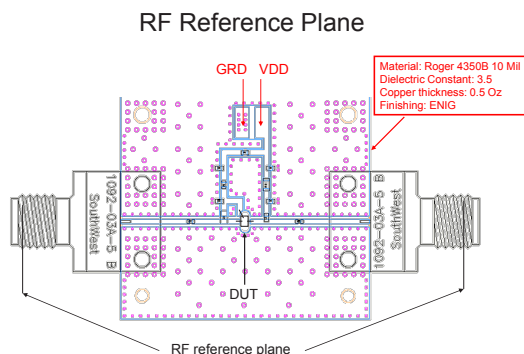 RF Reference Plane
Material: Roger 4350B 10 Mil
Dielectric Constant: 3.5
Copper thickness: 0.5 Oz
Finishing: ENIG
GRD
VDD
1092-03A-5 B
SouthWest
1092-03A-5 B
SouthWest
DUT
RF reference plane